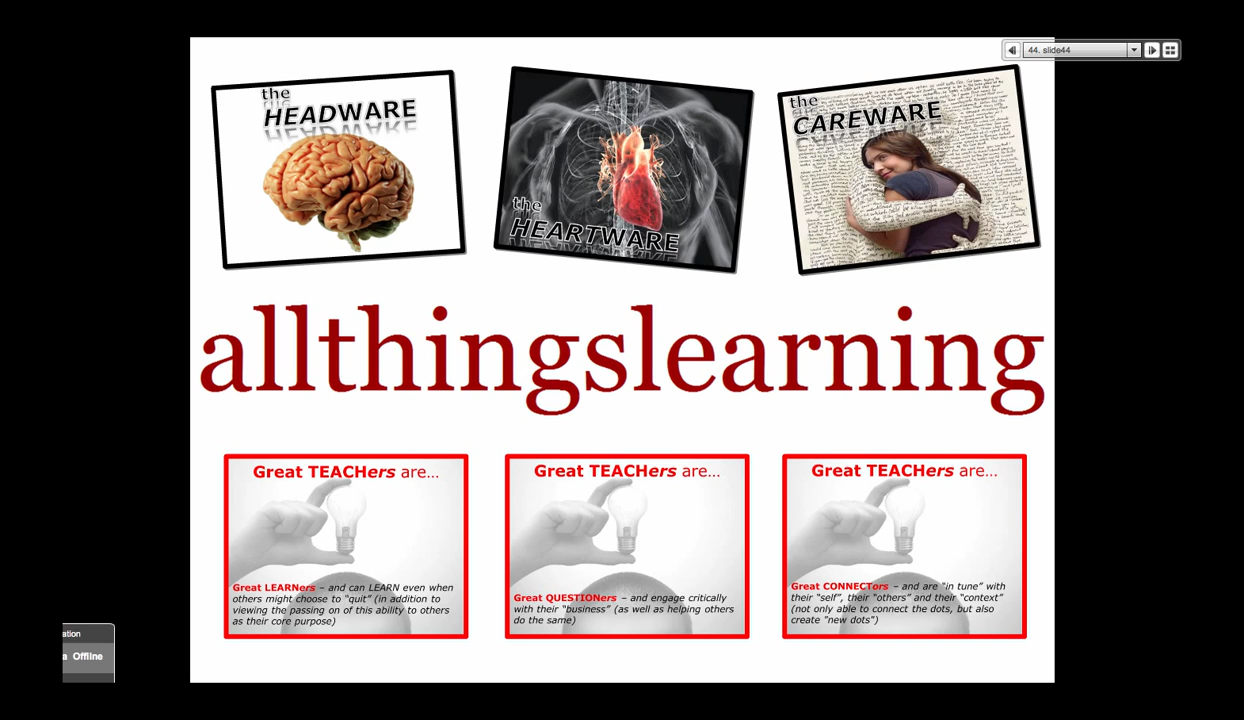 44. slide44
the
HEADWARE
the
HEARTWARE
the
CAREWARE
allthingslearning
Great TEACHers are...
Great LEARNers – and can LEARN even when
others might choose to “quit” (in addition to
viewing the passing on of this ability to others
as their core purpose)
Great TEACHers are...
Great QUESTIONers – and engage critically
with their “business” (as well as helping others
do the same)
Great TEACHers are...
Great CONNECTors – and are “in tune” with
their “self”, their “others” and their “context”
(not only able to connect the dots, but also
create “new dots”)
ation
a Offline